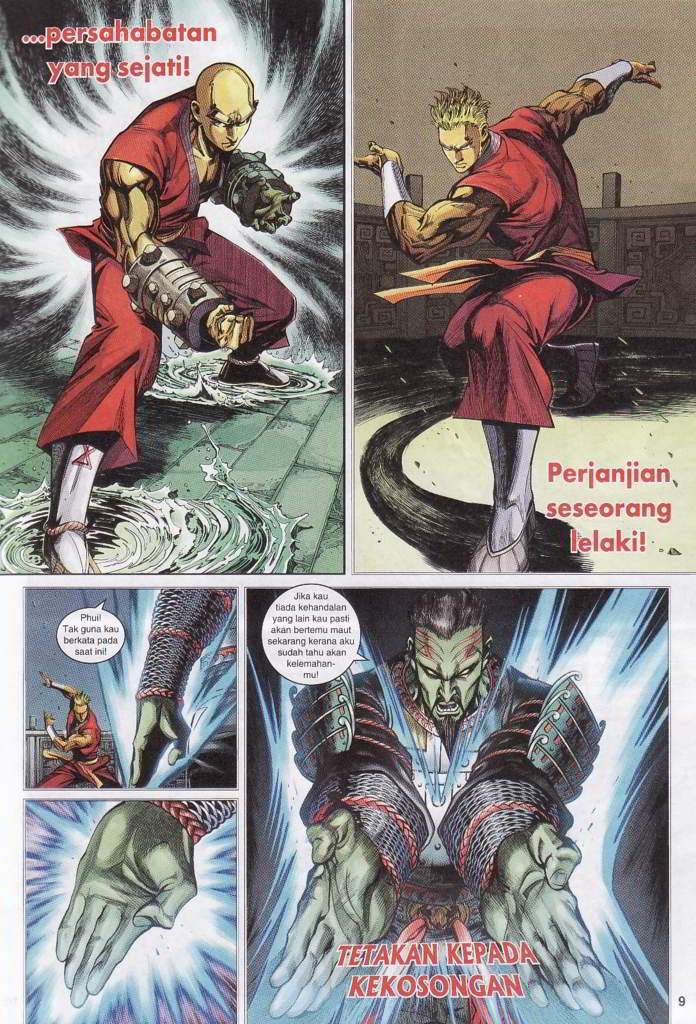 ...persahabatan
yang sejati!
Perjanjian
seseorang
lelaki!
Phui!
Tak guna kau
berkata pada
saat ini!
Jika kau
tiada kehandalan
yang lain kau pasti
akan bertemu maut
sekarang kerana aku
sudah tahu akan
kelemahan-
mu!
TETAKAN KEPADA
KEKOSONGAN
9